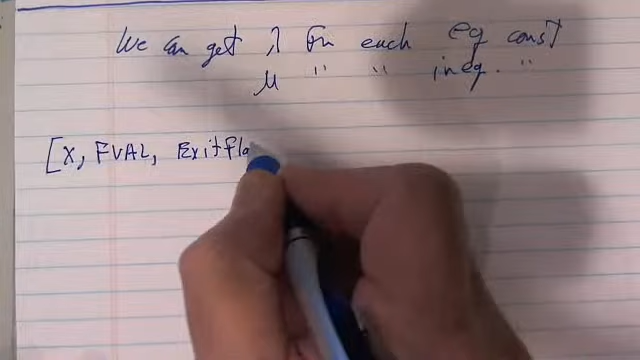 We can get λ for each eq const
μ " " ineq. "
[x, FVAL, Exitfla